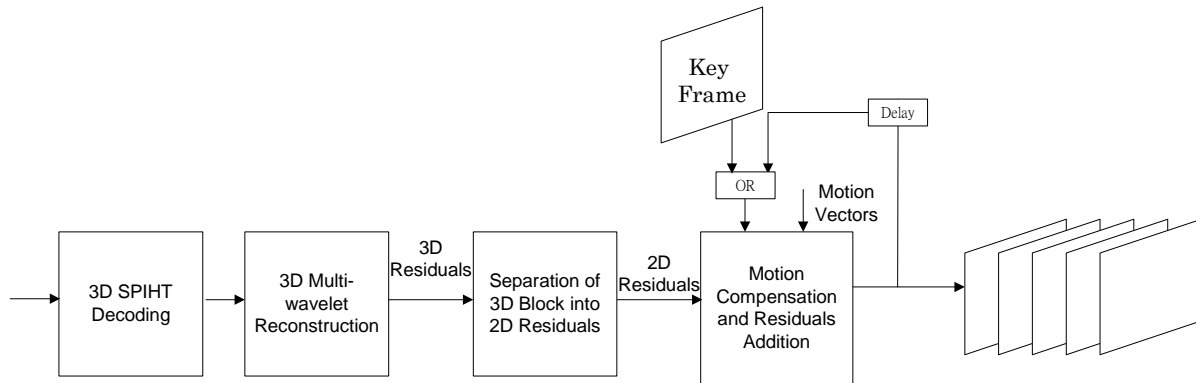 Key
Frame
Delay
OR
Motion
Vectors
3D SPIHT
Decoding
3D Multi-
wavelet
Reconstruction
3D
Residuals
Separation of
3D Block into
2D Residuals
2D
Residuals
Motion
Compensation
and Residuals
Addition